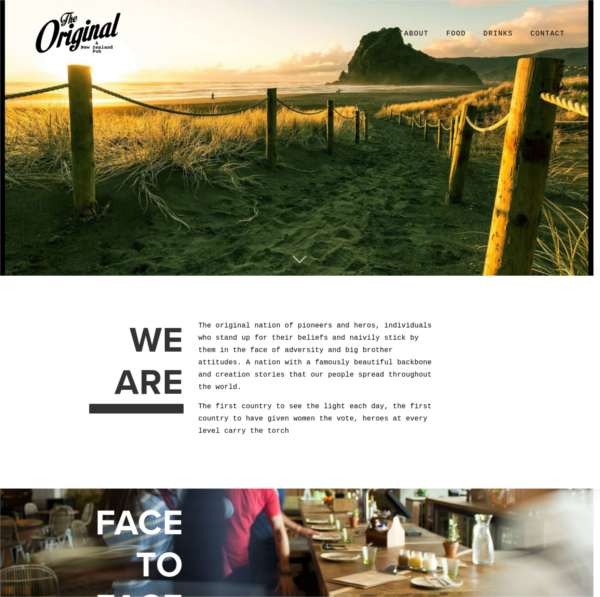 The
Original
A
New Zealand
Pub
ABOUT FOOD DRINKS CONTACT
WE
ARE
The original nation of pioneers and heros, individuals
who stand up for their beliefs and naivily stick by
them in the face of adversity and big brother
attitudes. A nation with a famously beautiful backbone
and creation stories that our people spread throughout
the world.
The first country to see the light each day, the first
country to have given women the vote, heroes at every
level carry the torch
FACE
TO
FACE